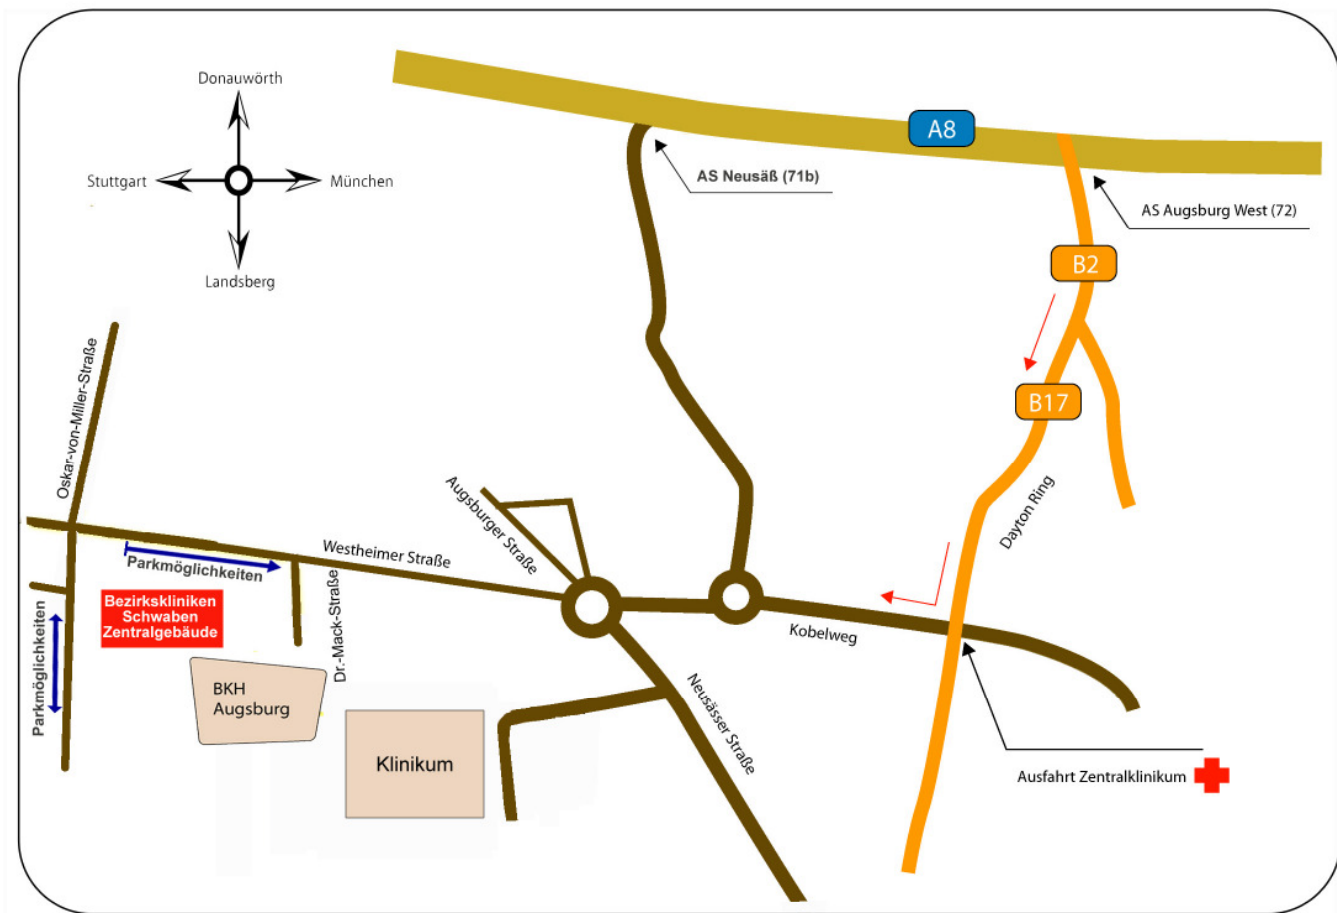 Donauwörth
Stuttgart
München
Landsberg
A8
AS Neusäß (71b)
AS Augsburg West (72)
B2
B17
Dayton Ring
Oskar-von-Miller-Straße
Augsburger Straße
Westheimer Straße
Parkmöglichkeiten
Parkmöglichkeiten
Bezirkskliniken
Schwaben
Zentralgebäude
Dr.-Mack-Straße
Kobelweg
BKH
Augsburg
Klinikum
Neusässer Straße
Ausfahrt Zentralklinikum